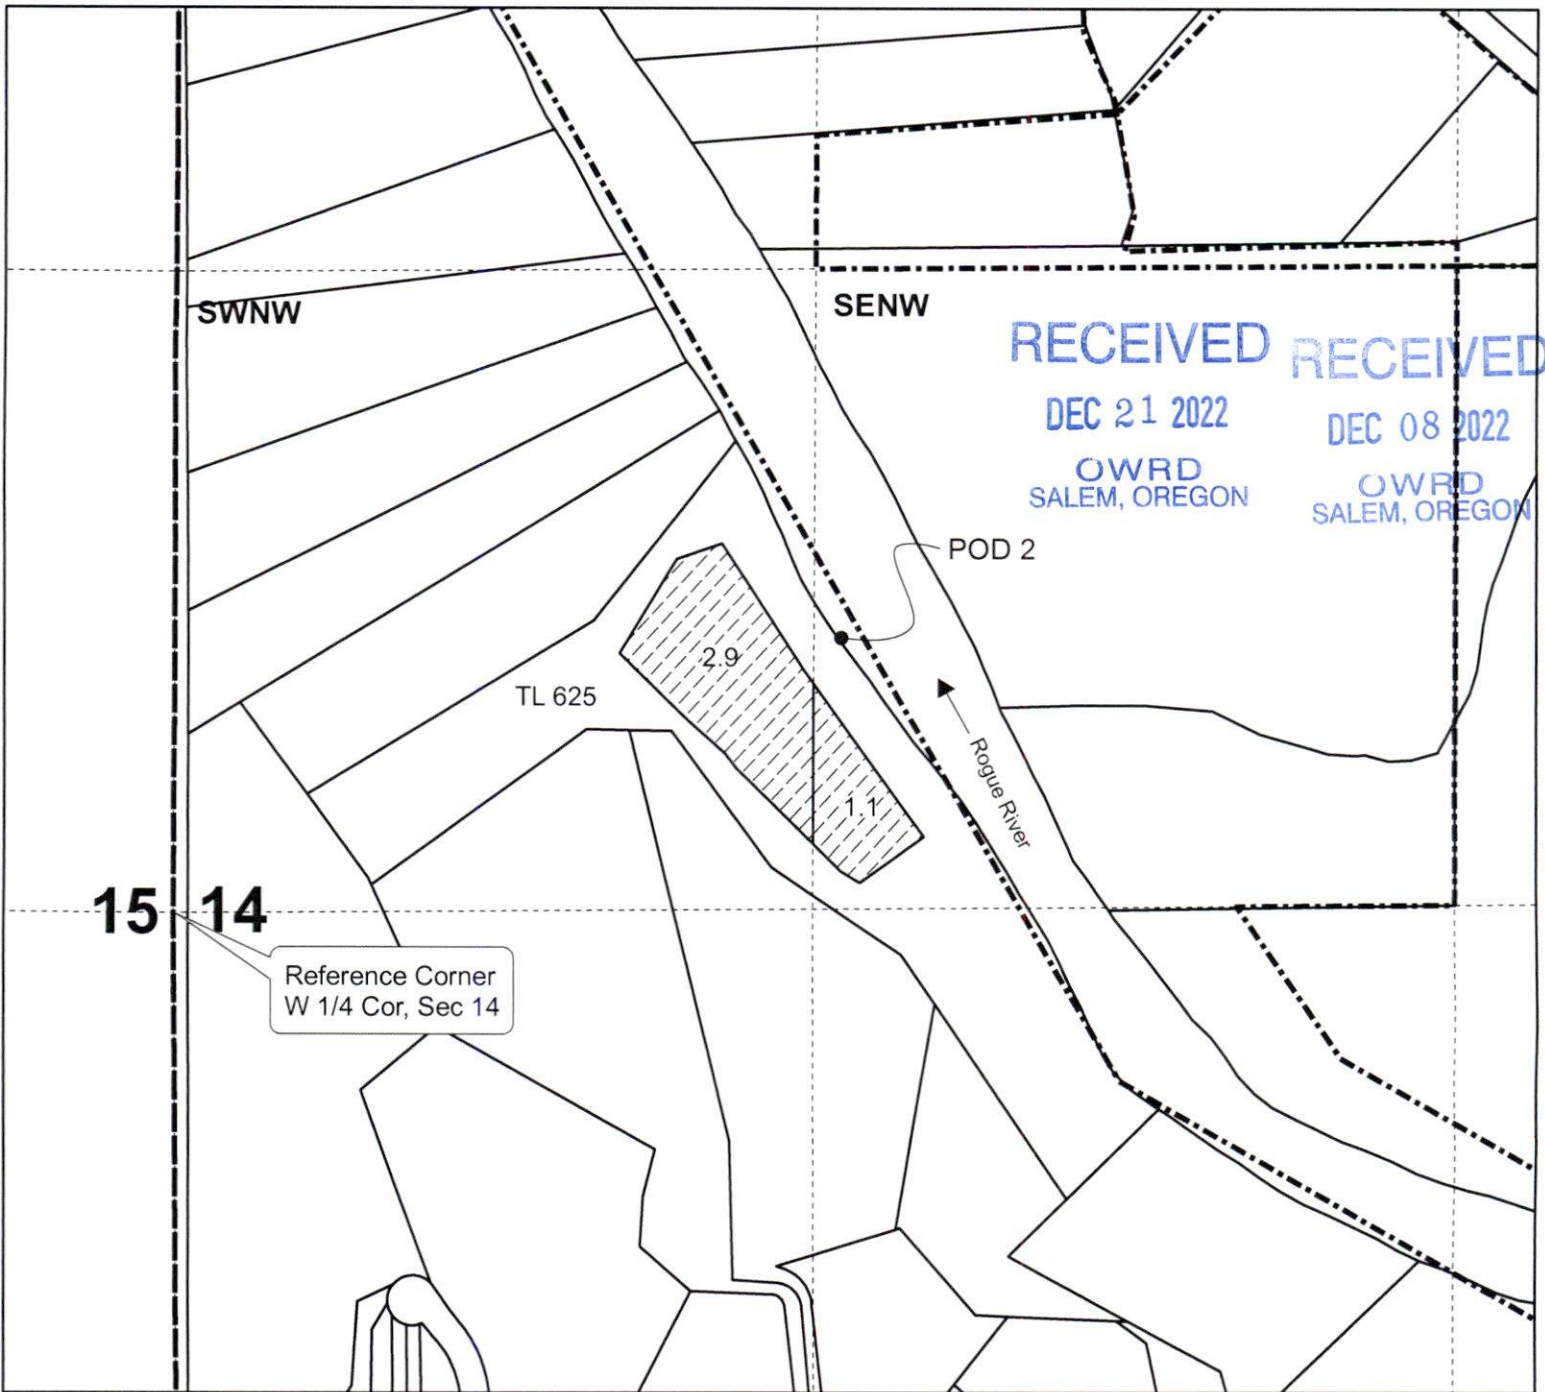 SWNW
SENW
RECEIVED
DEC 21 2022
OWRD
SALEM, OREGON
RECEIVED
DEC 08 2022
OWRD
SALEM, OREGON
POD 2
2.9
TL 625
Rogue River
1.1
15 14
Reference Corner
W 1/4 Cor, Sec 14